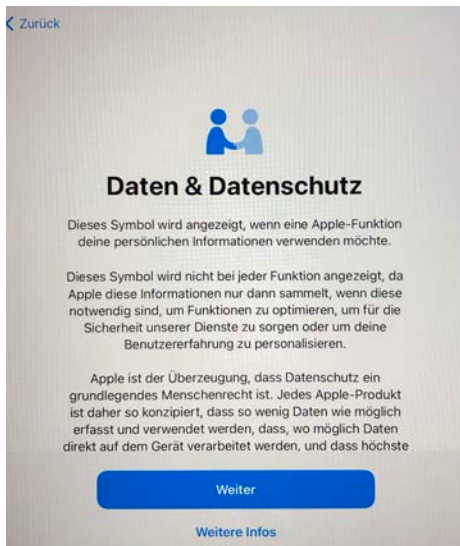 Zurück
Daten & Datenschutz
Dieses Symbol wird angezeigt, wenn eine Apple-Funktion
deine persönlichen Informationen verwenden möchte.
Dieses Symbol wird nicht bei jeder Funktion angezeigt, da
Apple diese Informationen nur dann sammelt, wenn diese
notwendig sind, um Funktionen zu optimieren, um für die
Sicherheit unserer Dienste zu sorgen oder um deine
Benutzererfahrung zu personalisieren.
Apple ist der Überzeugung, dass Datenschutz ein
grundlegendes Menschenrecht ist. Jedes Apple-Produkt
ist daher so konzipiert, dass so wenig Daten wie möglich
erfasst und verwendet werden, dass, wo möglich Daten
direkt auf dem Gerät verarbeitet werden, und dass höchste
Weiter
Weitere Infos